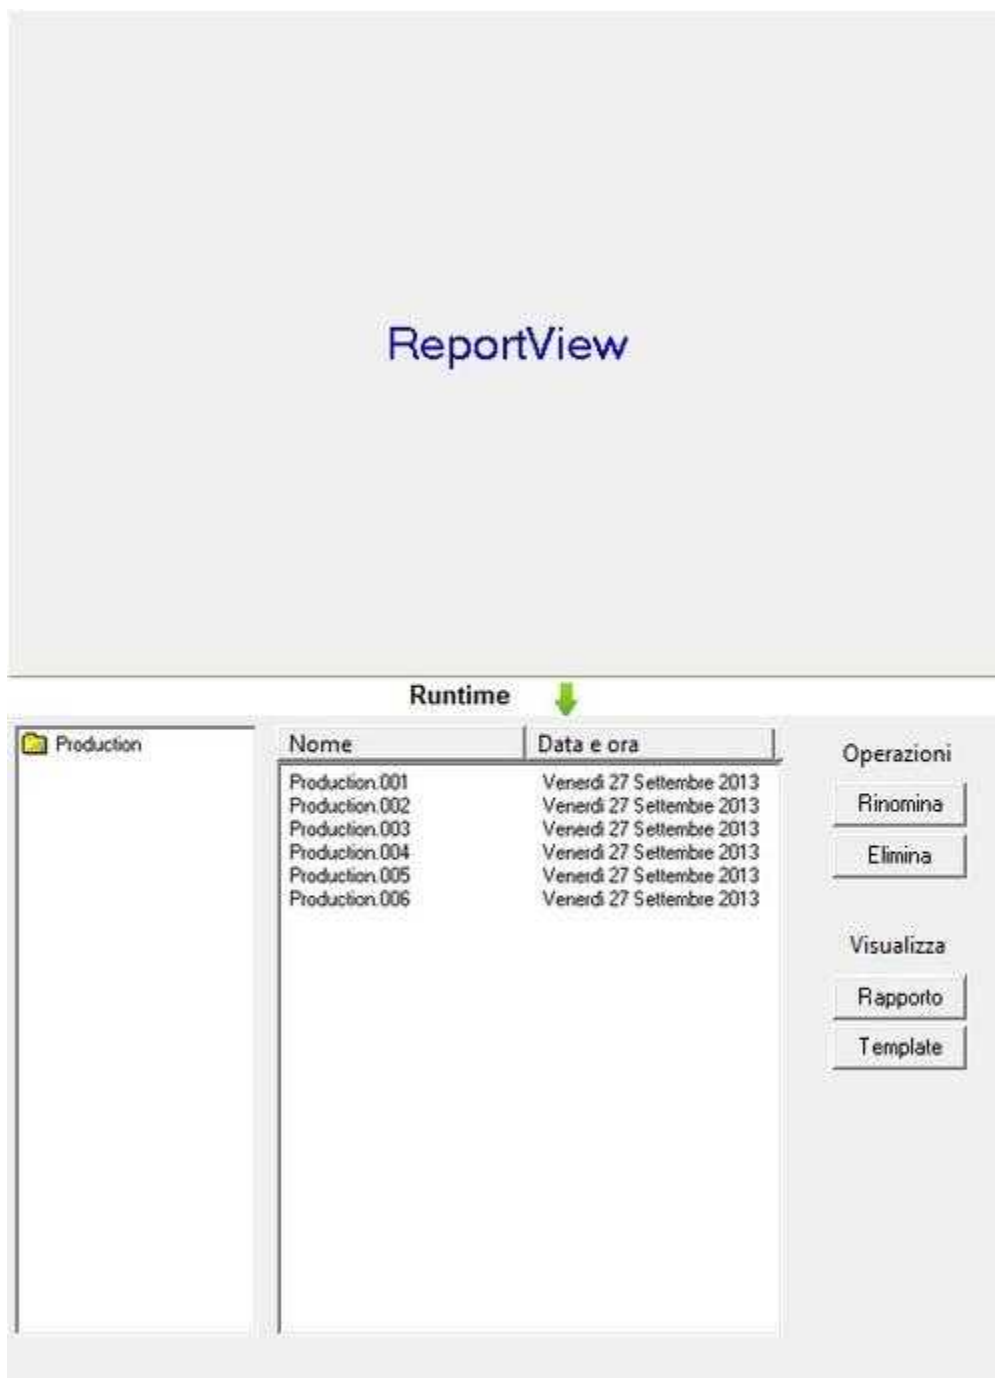 ReportView
Runtime
Production
Nome Data e ora
Production.001 Venerdì 27 Settembre 2013
Production.002 Venerdì 27 Settembre 2013
Production.003 Venerdì 27 Settembre 2013
Production.004 Venerdì 27 Settembre 2013
Production.005 Venerdì 27 Settembre 2013
Production.006 Venerdì 27 Settembre 2013
Operazioni
Rinomina
Elimina
Visualizza
Rapporto
Template